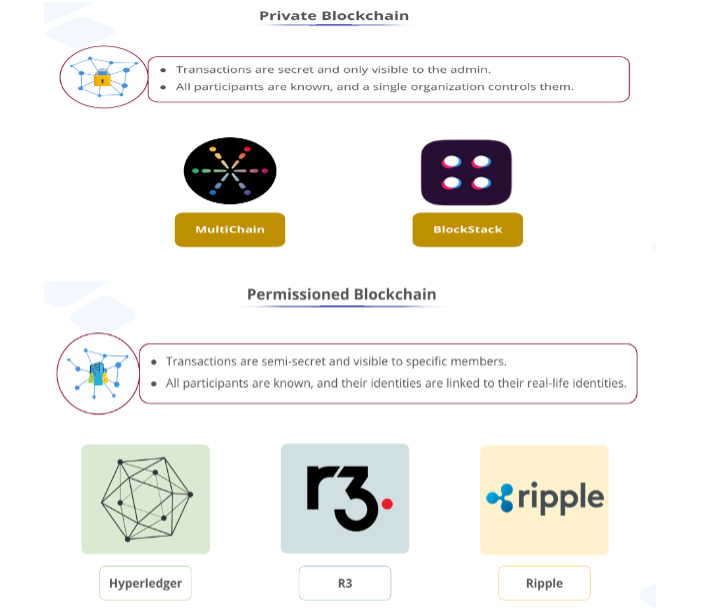 Private Blockchain
• Transactions are secret and only visible to the admin.
• All participants are known, and a single organization controls them.
MultiChain
BlockStack
Permissioned Blockchain
• Transactions are semi-secret and visible to specific members.
• All participants are known, and their identities are linked to their real-life identities.
r3.
ripple
Hyperledger
R3
Ripple